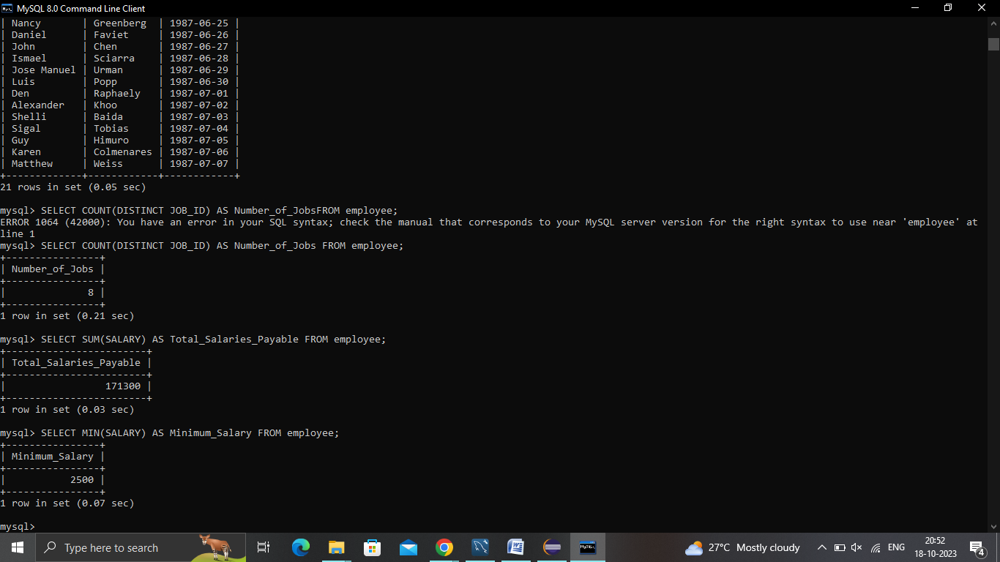 MySQL 8.0 Command Line Client
| Nancy       | Greenberg  | 1987-06-25 |
| Daniel      | Faviet     | 1987-06-26 |
| John        | Chen       | 1987-06-27 |
| Ismael      | Sciarra    | 1987-06-28 |
| Jose Manuel | Urman      | 1987-06-29 |
| Luis        | Popp       | 1987-06-30 |
| Den         | Raphaely   | 1987-07-01 |
| Alexander   | Khoo       | 1987-07-02 |
| Shelli      | Baida      | 1987-07-03 |
| Sigal       | Tobias     | 1987-07-04 |
| Guy         | Himuro     | 1987-07-05 |
| Karen       | Colmenares | 1987-07-06 |
| Matthew     | Weiss      | 1987-07-07 |
+-------------+------------+------------+
21 rows in set (0.05 sec)
mysql> SELECT COUNT(DISTINCT JOB_ID) AS Number_of_JobsFROM employee;
ERROR 1064 (42000): You have an error in your SQL syntax; check the manual that corresponds to your MySQL server version for the right syntax to use near 'employee' at
line 1
mysql> SELECT COUNT(DISTINCT JOB_ID) AS Number_of_Jobs FROM employee;
+----------------+
| Number_of_Jobs |
+----------------+
|              8 |
+----------------+
1 row in set (0.21 sec)
mysql> SELECT SUM(SALARY) AS Total_Salaries_Payable FROM employee;
+------------------------+
| Total_Salaries_Payable |
+------------------------+
|                 171300 |
+------------------------+
1 row in set (0.03 sec)
mysql> SELECT MIN(SALARY) AS Minimum_Salary FROM employee;
+----------------+
| Minimum_Salary |
+----------------+
|           2500 |
+----------------+
1 row in set (0.07 sec)
mysql>
Type here to search
27°C Mostly cloudy
ENG
20:52
18-10-2023
4